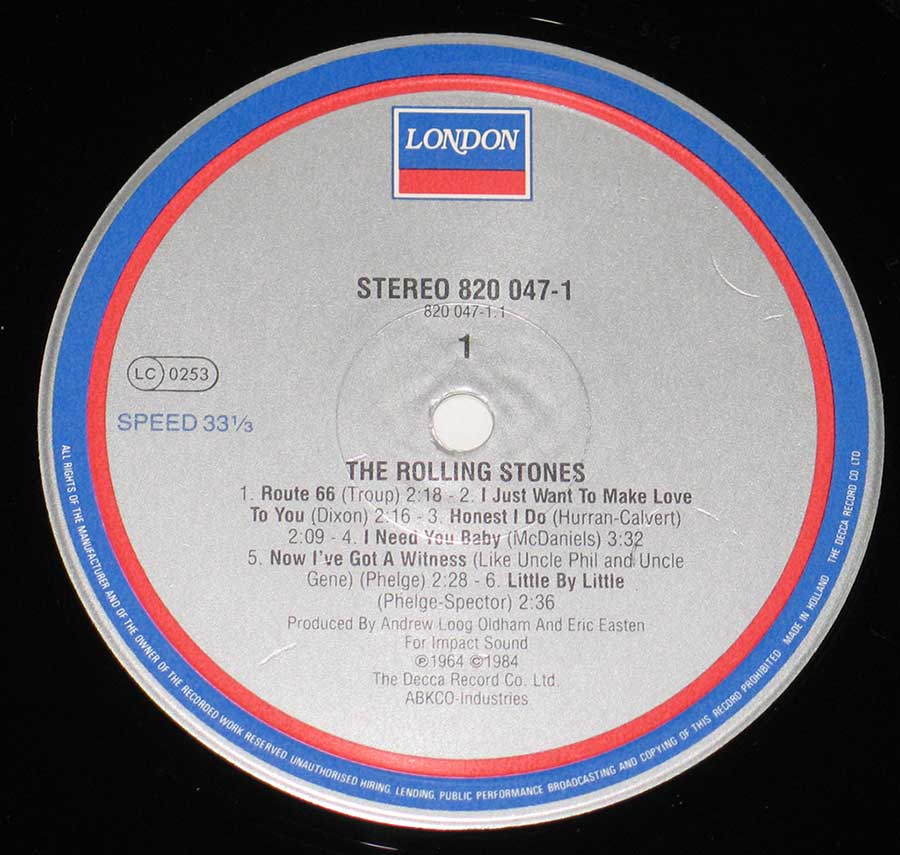 LONDON
STEREO 820 047-1
820 047-1.1
1
LC 0253
SPEED 33⅓
THE ROLLING STONES
1. Route 66 (Troup) 2:18 - 2. I Just Want To Make Love
To You (Dixon) 2:16 - 3. Honest I Do (Hurran-Calvert)
2:09 - 4. I Need You Baby (McDaniels) 3:32
5. Now I've Got A Witness (Like Uncle Phil and Uncle
Gene) (Phelge) 2:28 - 6. Little By Little
(Phelge-Spector) 2:36
Produced By Andrew Loog Oldham And Eric Easten
For Impact Sound
℗1964 ©1984
The Decca Record Co. Ltd.
ABKCO-Industries
ALL RIGHTS OF THE MANUFACTURER AND OF THE OWNER OF THE RECORDED WORK RESERVED. UNAUTHORISED HIRING, LENDING, PUBLIC PERFORMANCE BROADCASTING AND COPYING OF THIS RECORD PROHIBITED MADE IN HOLLAND THE DECCA RECORD CO LTD